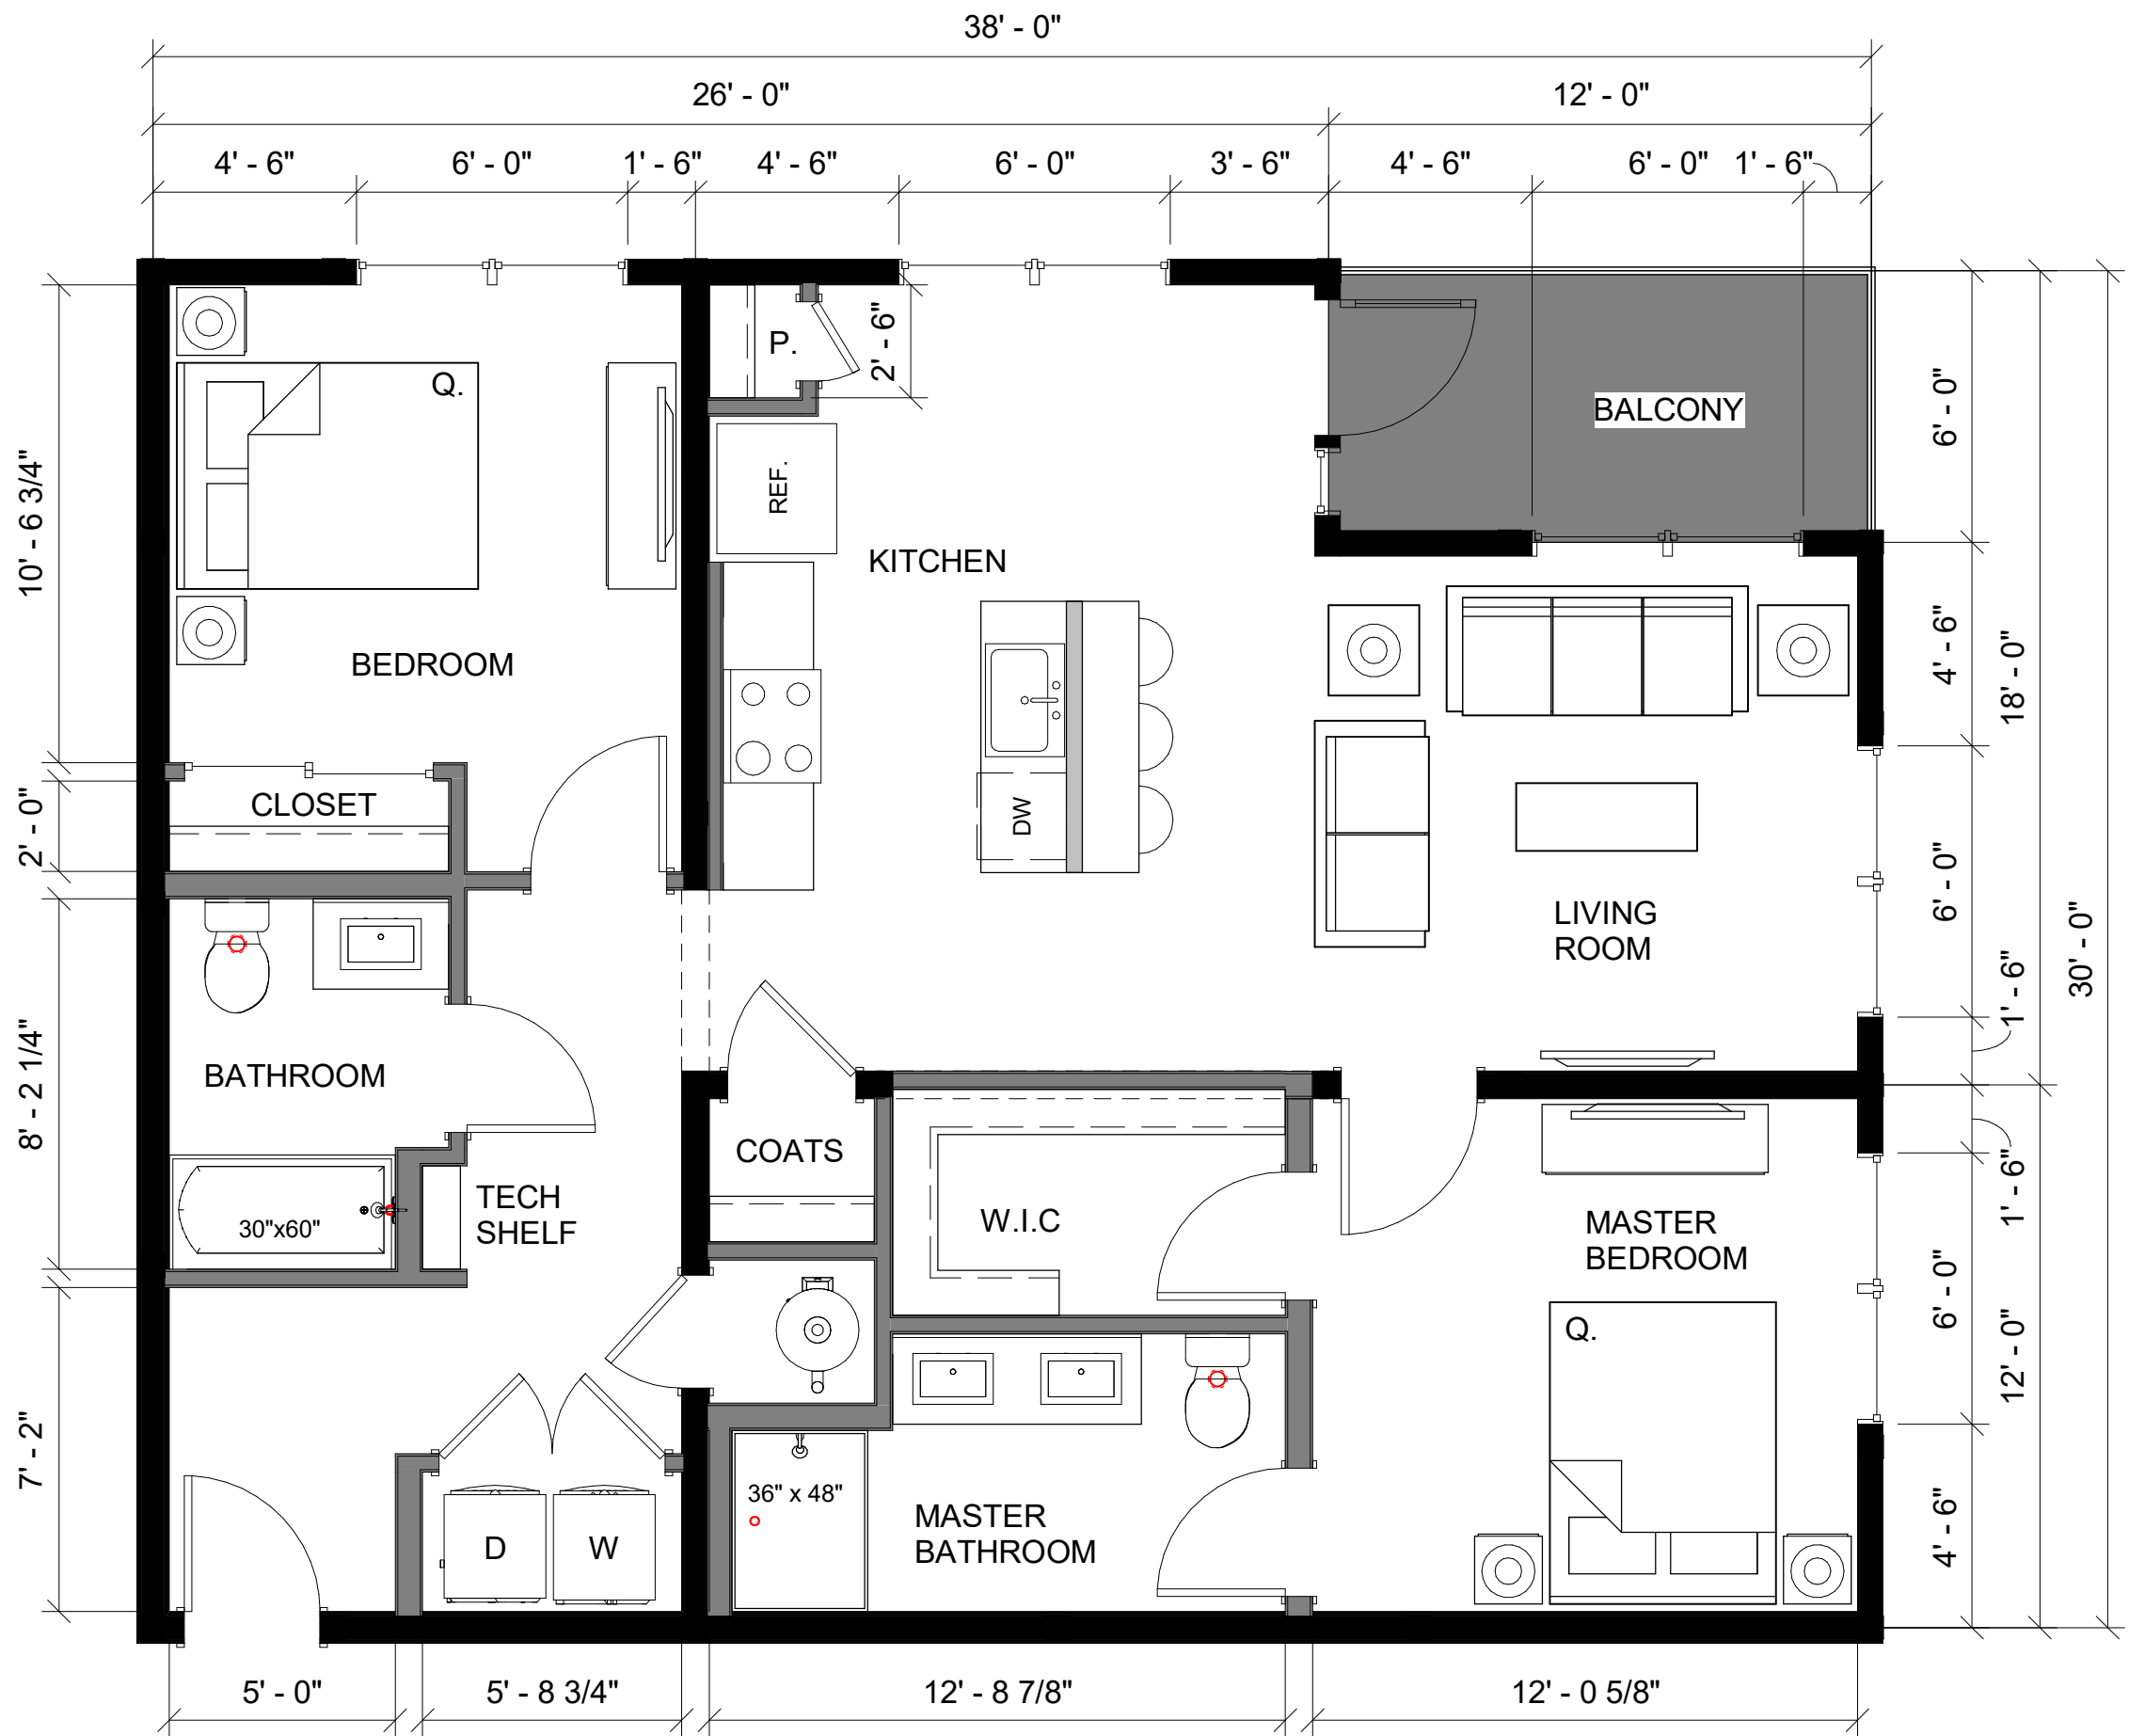 38' - 0"
26' - 0"
12' - 0"
4' - 6"
6' - 0"
1' - 6"
4' - 6"
6' - 0"
3' - 6"
4' - 6"
6' - 0"
1' - 6"
P.
2' - 6"
Q.
BALCONY
6' - 0"
10' - 6 3/4"
REF.
KITCHEN
BEDROOM
4' - 6"
18' - 0"
CLOSET
2' - 0"
DW
LIVING
ROOM
6' - 0"
30' - 0"
1' - 6"
BATHROOM
8' - 2 1/4"
COATS
TECH
SHELF
30"x60"
W.I.C
MASTER
BEDROOM
1' - 6"
6' - 0"
12' - 0"
Q.
7' - 2"
36" x 48"
D
W
MASTER
BATHROOM
4' - 6"
5' - 0"
5' - 8 3/4"
12' - 8 7/8"
12' - 0 5/8"